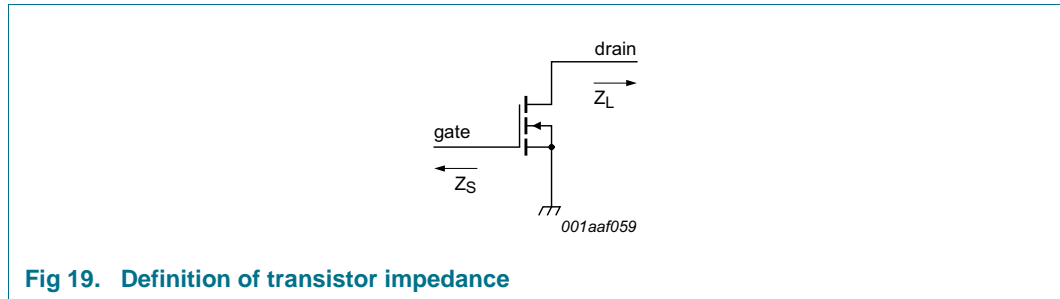 drain
Z_L
gate
Z_S
001aaf059
Fig 19. Definition of transistor impedance